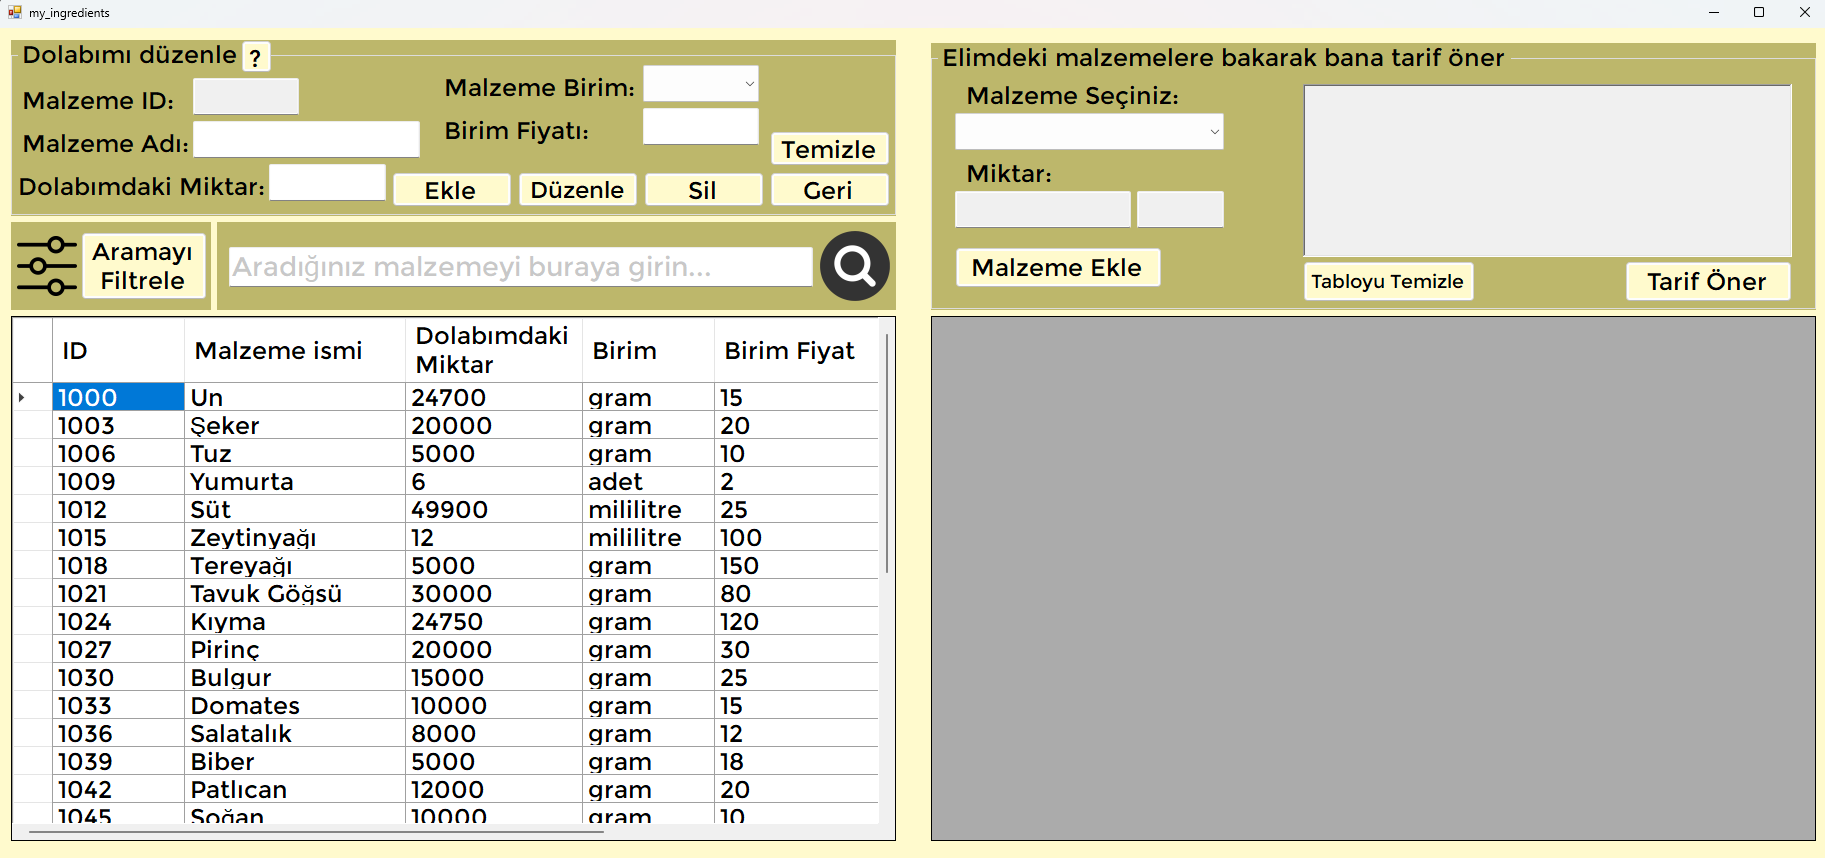 my_ingredients
Dolabımı düzenle ?
Malzeme ID:
Malzeme Adı:
Dolabımdaki Miktar:
Malzeme Birim:
Birim Fiyatı:
Temizle
Ekle Düzenle Sil Geri
Aramayı
Filtrele
Aradığınız malzemeyi buraya girin...
ID Malzeme ismi Dolabımdaki Miktar Birim Birim Fiyat
1000 Un 24700 gram 15
1003 Şeker 20000 gram 20
1006 Tuz 5000 gram 10
1009 Yumurta 6 adet 2
1012 Süt 49900 mililitre 25
1015 Zeytinyağı 12 mililitre 100
1018 Tereyağı 5000 gram 150
1021 Tavuk Göğsü 30000 gram 80
1024 Kıyma 24750 gram 120
1027 Pirinç 20000 gram 30
1030 Bulgur 15000 gram 25
1033 Domates 10000 gram 15
1036 Salatalık 8000 gram 12
1039 Biber 5000 gram 18
1042 Patlıcan 12000 gram 20
1045 Soğan 10000 gram 10
Elimdeki malzemelere bakarak bana tarif öner
Malzeme Seçiniz:
Miktar:
Malzeme Ekle
Tabloyu Temizle
Tarif Öner